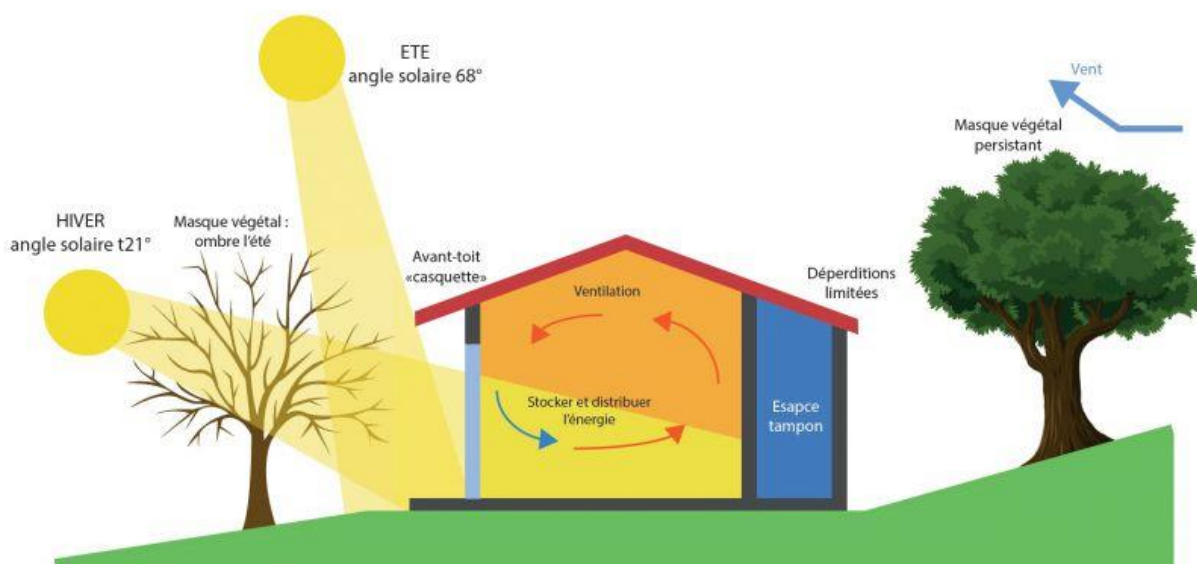 ETE
angle solaire 68°
Vent
Masque végétal
persistant
HIVER
angle solaire t21°
Masque végétal :
ombre l'été
Avant-toit
«casquette»
Déperditions
limitées
Ventilation
Stocker et distribuer
l'énergie
Esapce
tampon